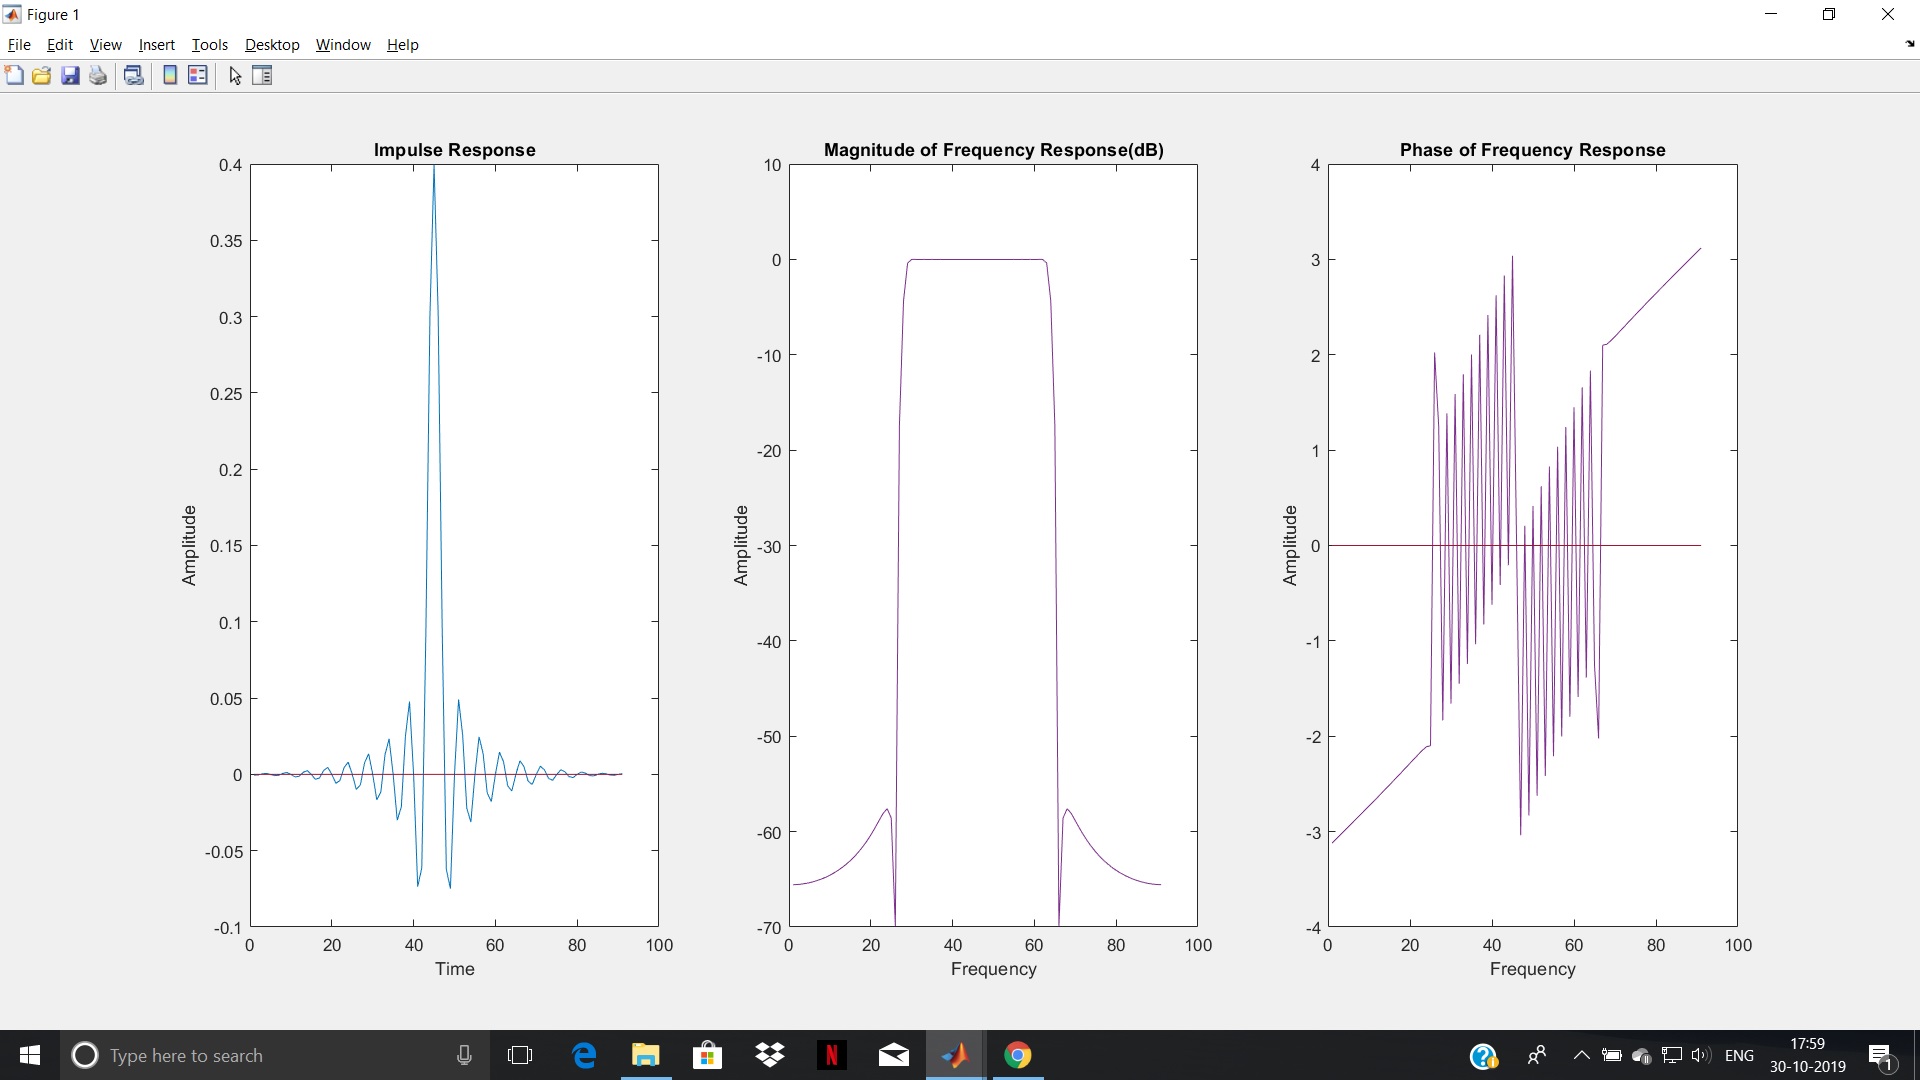 Figure 1
File Edit View Insert Tools Desktop Window Help
Impulse Response
0.4
0.35
0.3
0.25
0.2
0.15
0.1
0.05
0
-0.05
-0.1
Amplitude
0 20 40 60 80 100
Time
Magnitude of Frequency Response(dB)
10
0
-10
-20
-30
-40
-50
-60
-70
Amplitude
0 20 40 60 80 100
Frequency
Phase of Frequency Response
4
3
2
1
0
-1
-2
-3
-4
Amplitude
0 20 40 60 80 100
Frequency
Type here to search
N
ENG
17:59
30-10-2019
1